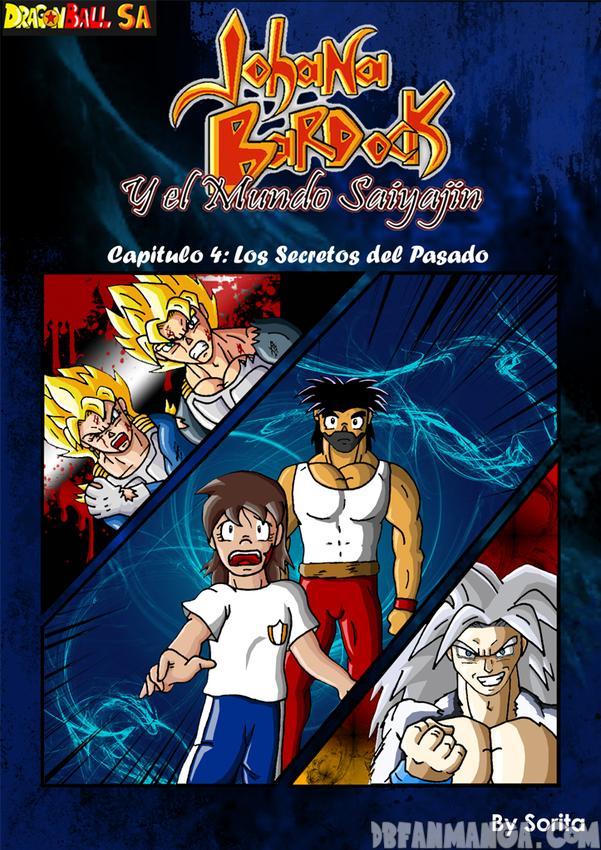 DRAGON BALL SA
JOHANA
BARDOCK
Y el Mundo Saiyajin
Capitulo 4: Los Secretos del Pasado
By Sorita
DBFANMANGA.COM